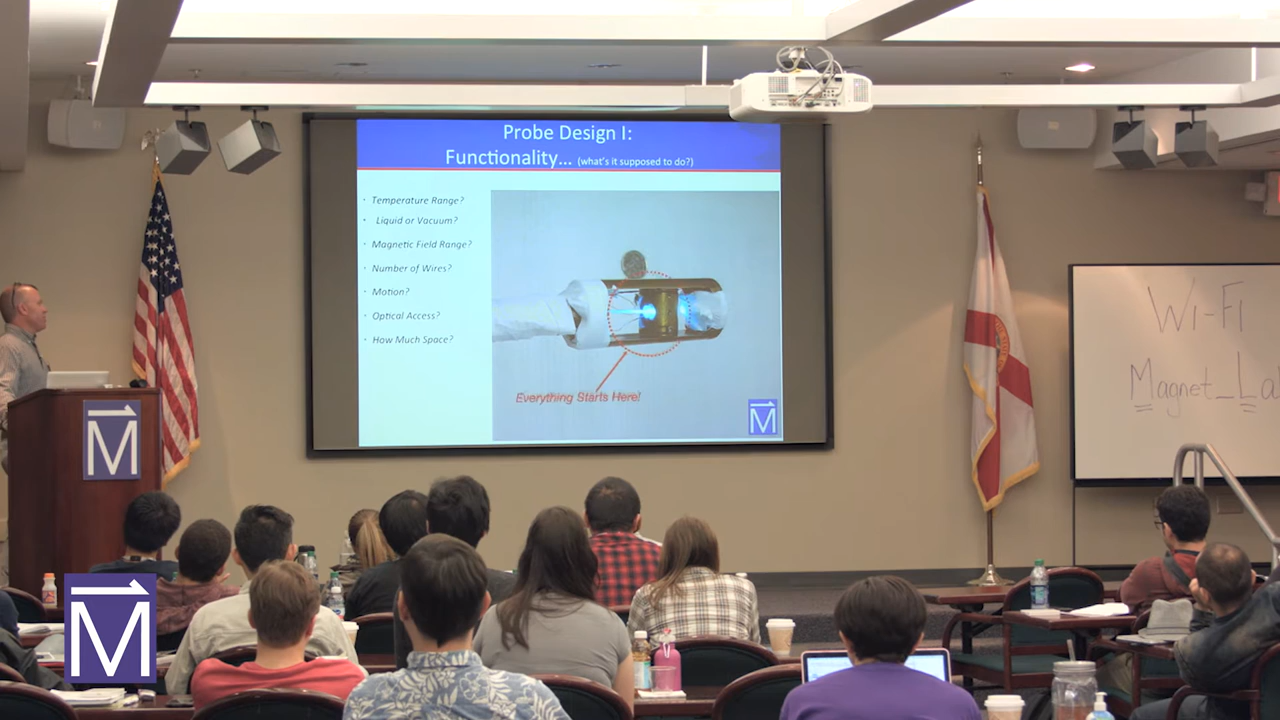 Probe Design I:
Functionality... (what's it supposed to do?)
· Temperature Range?
· Liquid or Vacuum?
· Magnetic Field Range?
· Number of Wires?
· Motion?
· Optical Access?
· How Much Space?
Everything Starts Here!
M
M
M
Wi-Fi
Magnet_La